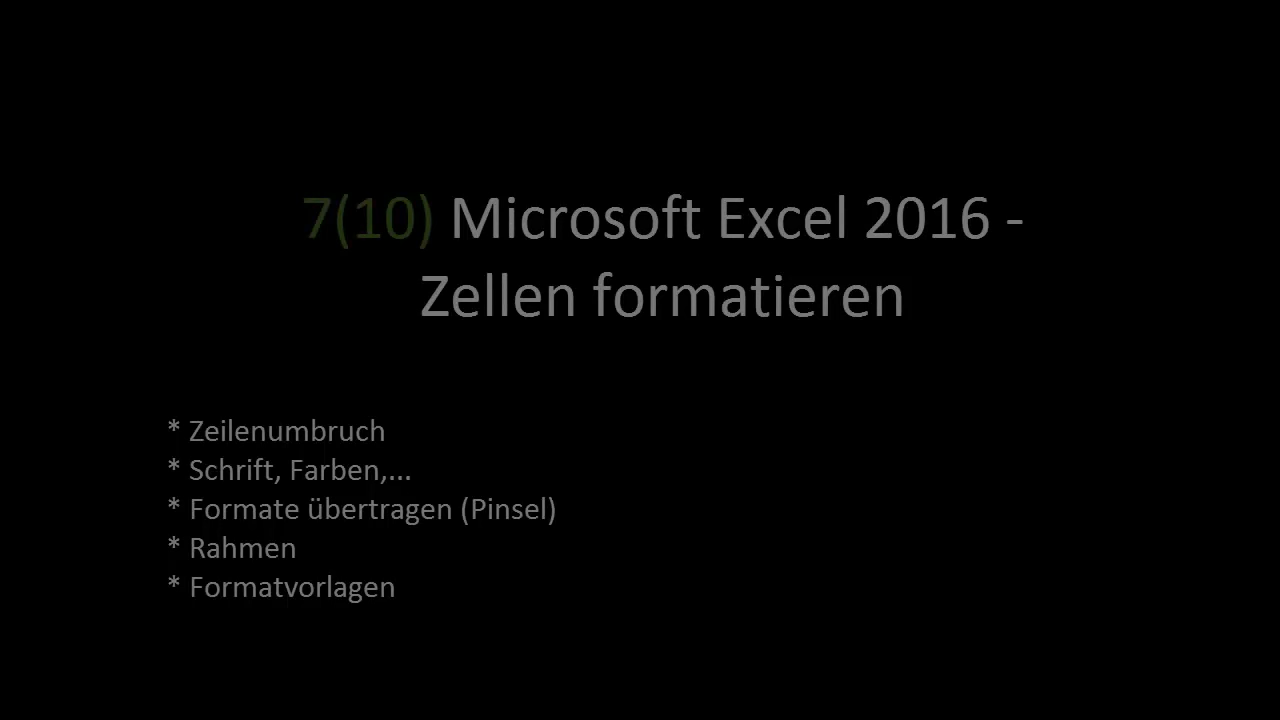 7(10) Microsoft Excel 2016 -
Zellen formatieren
* Zeilenumbruch
* Schrift, Farben,...
* Formate übertragen (Pinsel)
* Rahmen
* Formatvorlagen